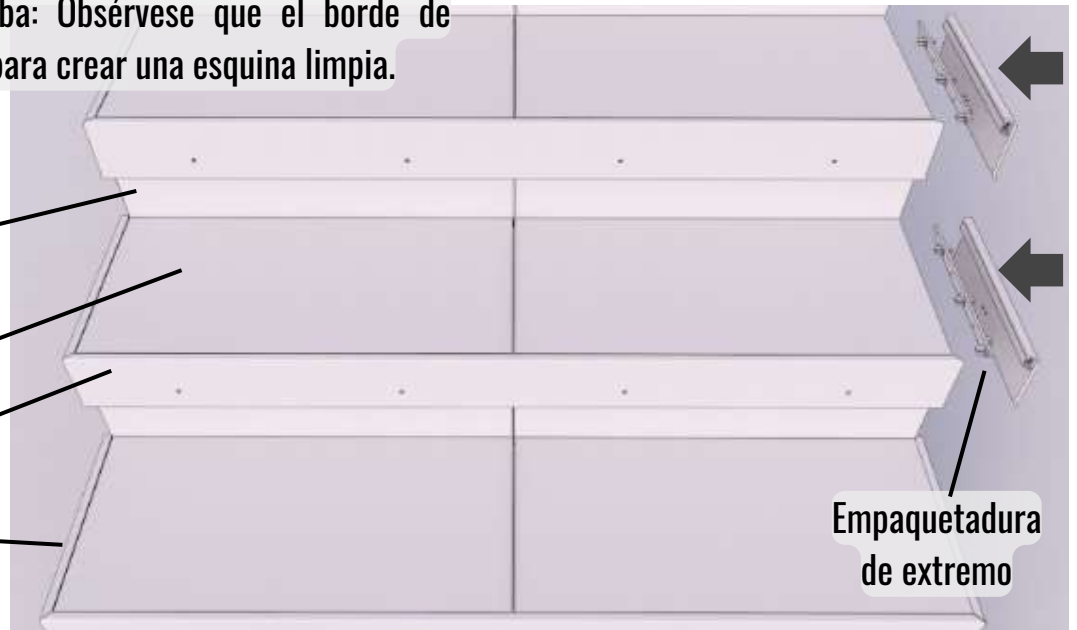 ba: Obsérvese que el borde de
para crear una esquina limpia.
Empaquetadura
de extremo